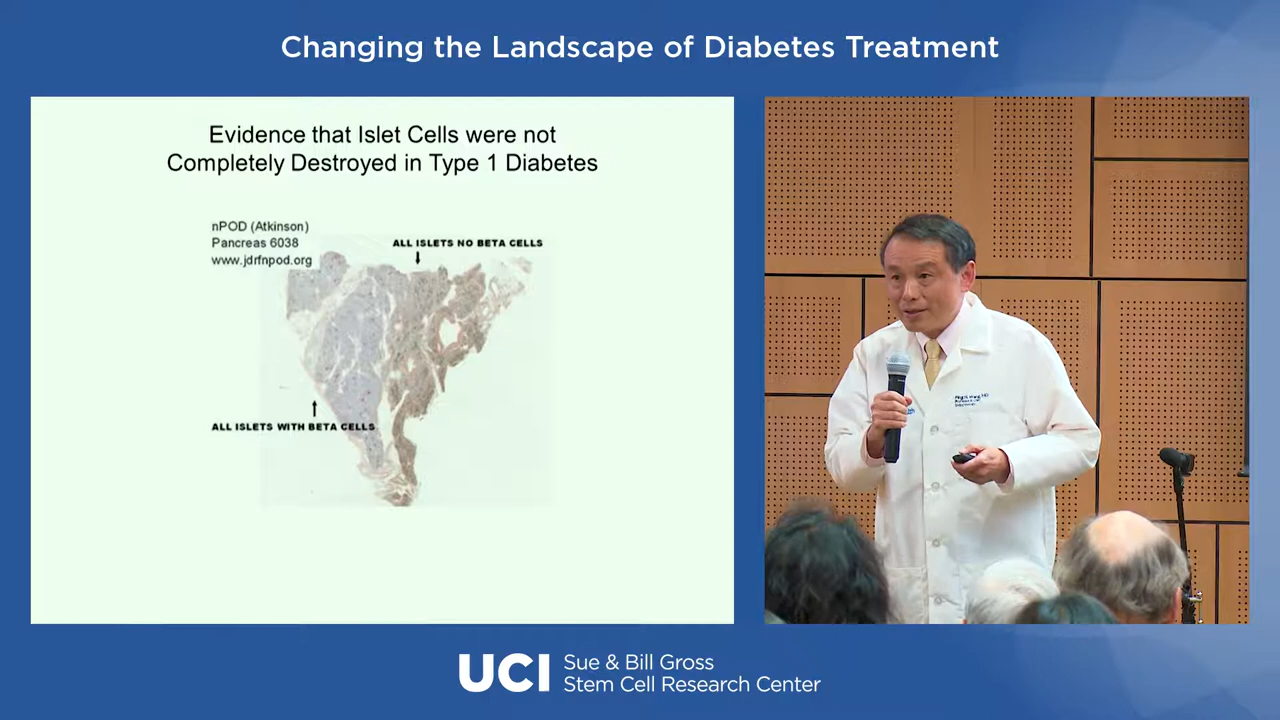 Changing the Landscape of Diabetes Treatment
Evidence that Islet Cells were not
Completely Destroyed in Type 1 Diabetes
nPOD (Atkinson)
Pancreas 6038
www.jdrfnpod.org
ALL ISLETS NO BETA CELLS
ALL ISLETS WITH BETA CELLS
UCI
Sue & Bill Gross
Stem Cell Research Center